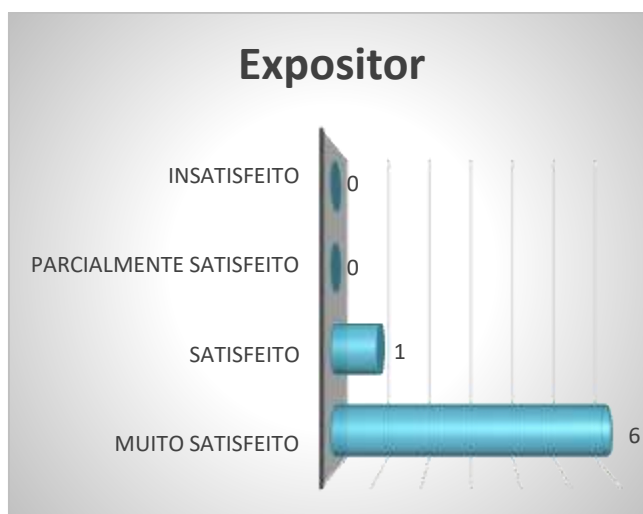 Expositor
INSATISFEITO 0
PARCIALMENTE SATISFEITO 0
SATISFEITO 1
MUITO SATISFEITO 6